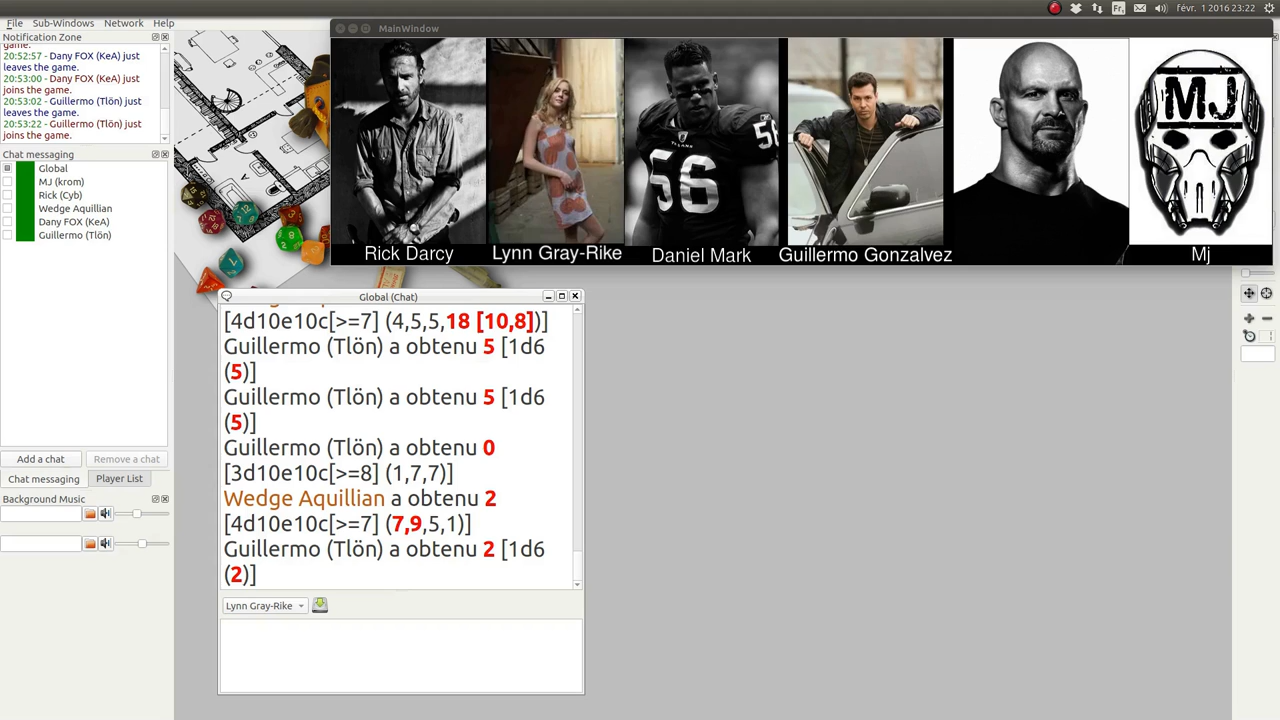 févr. 1 2016 23:22
Fr
File Sub-Windows Network Help
MainWindow
Notification Zone
game.
20:52:57 - Dany FOX (KeA) just
leaves the game.
20:53:00 - Dany FOX (KeA) just
joins the game.
20:53:02 - Guillermo (Tlön) just
leaves the game.
20:53:22 - Guillermo (Tlön) just
joins the game.
Chat messaging
Global
MJ (krom)
Rick (Cyb)
Wedge Aquillian
Dany FOX (KeA)
Guillermo (Tlön)
Add a chat Remove a chat
Chat messaging Player List
Background Music
TEXANS
56
56
MJ
Rick Darcy Lynn Gray-Rike Daniel Mark Guillermo Gonzalvez Mj
Global (Chat)
[4d10e10c[>=7] (4,5,5,18 [10,8])]
Guillermo (Tlön) a obtenu 5 [1d6
(5)]
Guillermo (Tlön) a obtenu 5 [1d6
(5)]
Guillermo (Tlön) a obtenu 0
[3d10e10c[>=8] (1,7,7)]
Wedge Aquillian a obtenu 2
[4d10e10c[>=7] (7,9,5,1)]
Guillermo (Tlön) a obtenu 2 [1d6
(2)]
Lynn Gray-Rike